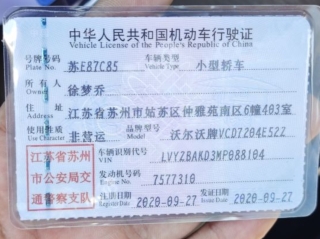 中华人民共和国机动车行驶证
Vehicle License of the People's Republic of China
号牌号码 苏E87C85 车辆类型 小型轿车
Plate No. Vehicle Type
所有人 徐梦乔
Owner
住址 江苏省苏州市姑苏区仲雅苑南区6幢403室
Address
使用性质 非营运 品牌型号 沃尔沃牌VCD7204E52Z
Use Character Model
江苏省苏州 车辆识别代号 LVYZBAKD3MP088104
VIN
市公安局交 发动机号码 7577310
Engine No.
通警察支队 注册日期 2020-09-27 发证日期 2020-09-27
Register Date Issue Date